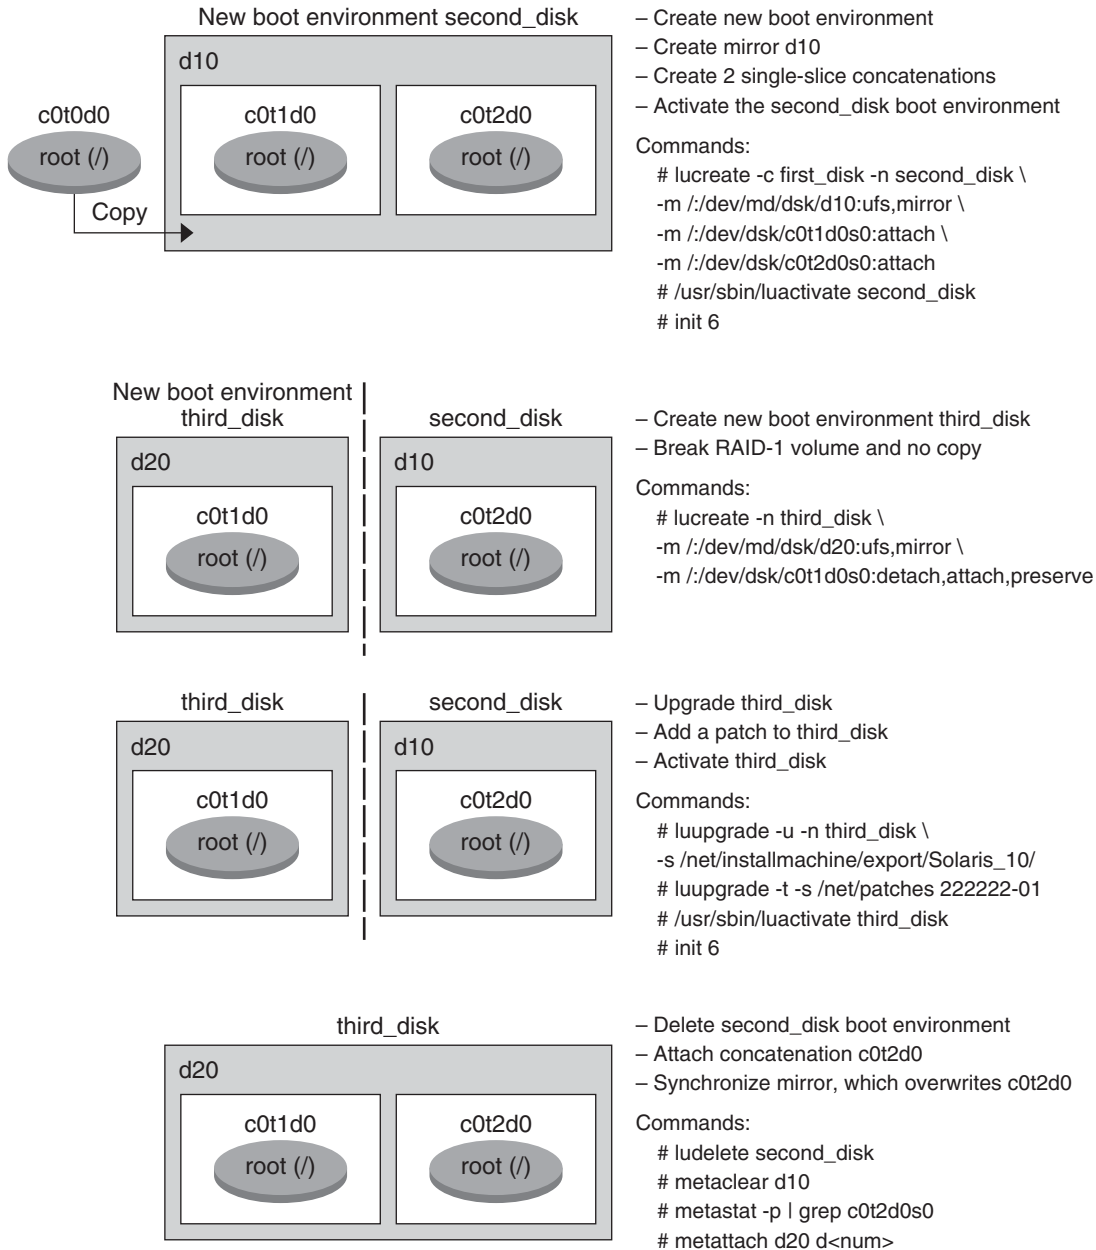 New boot environment second_disk
d10
c0t0d0
root (/)
Copy
c0t1d0
root (/)
c0t2d0
root (/)
– Create new boot environment
– Create mirror d10
– Create 2 single-slice concatenations
– Activate the second_disk boot environment
Commands:
# lucreate -c first_disk -n second_disk \
-m /:/dev/md/dsk/d10:ufs,mirror \
-m /:/dev/dsk/c0t1d0s0:attach \
-m /:/dev/dsk/c0t2d0s0:attach
# /usr/sbin/luactivate second_disk
# init 6
New boot environment
third_disk
d20
c0t1d0
root (/)
second_disk
d10
c0t2d0
root (/)
– Create new boot environment third_disk
– Break RAID-1 volume and no copy
Commands:
# lucreate -n third_disk \
-m /:/dev/md/dsk/d20:ufs,mirror \
-m /:/dev/dsk/c0t1d0s0:detach,attach,preserve
third_disk
d20
c0t1d0
root (/)
second_disk
d10
c0t2d0
root (/)
– Upgrade third_disk
– Add a patch to third_disk
– Activate third_disk
Commands:
# luupgrade -u -n third_disk \
-s /net/installmachine/export/Solaris_10/
# luupgrade -t -s /net/patches 222222-01
# /usr/sbin/luactivate third_disk
# init 6
third_disk
d20
c0t1d0
root (/)
c0t2d0
root (/)
– Delete second_disk boot environment
– Attach concatenation c0t2d0
– Synchronize mirror, which overwrites c0t2d0
Commands:
# ludelete second_disk
# metaclear d10
# metastat -p | grep c0t2d0s0
# metattach d20 d<num>